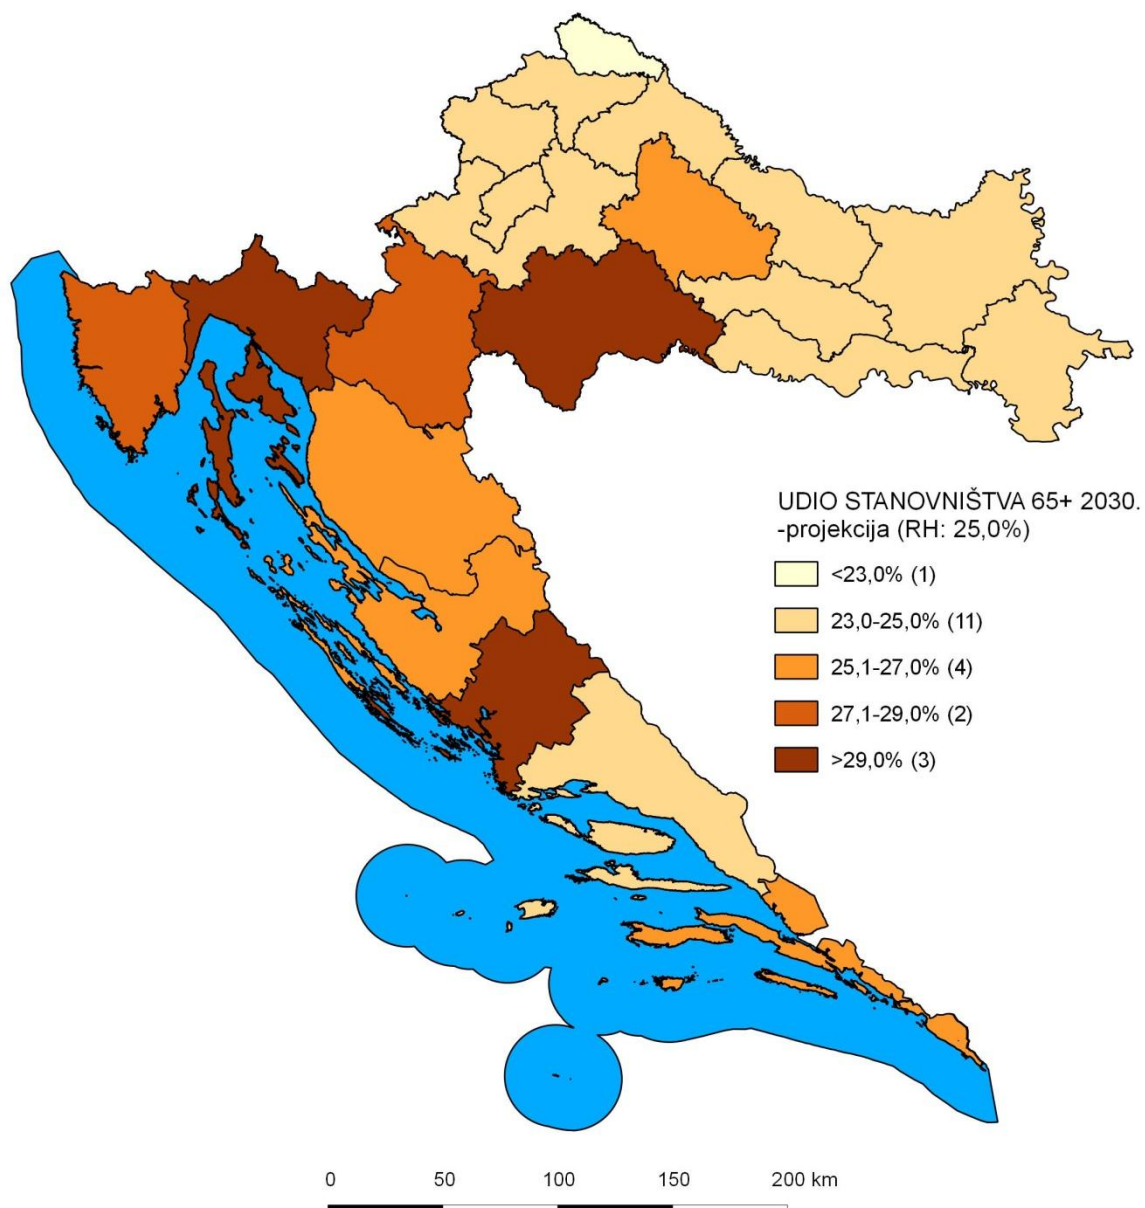 UDIO STANOVNIŠTVA 65+ 2030.
-projekcija (RH: 25,0%)
<23,0% (1)
23,0-25,0% (11)
25,1-27,0% (4)
27,1-29,0% (2)
>29,0% (3)
0 50 100 150 200 km